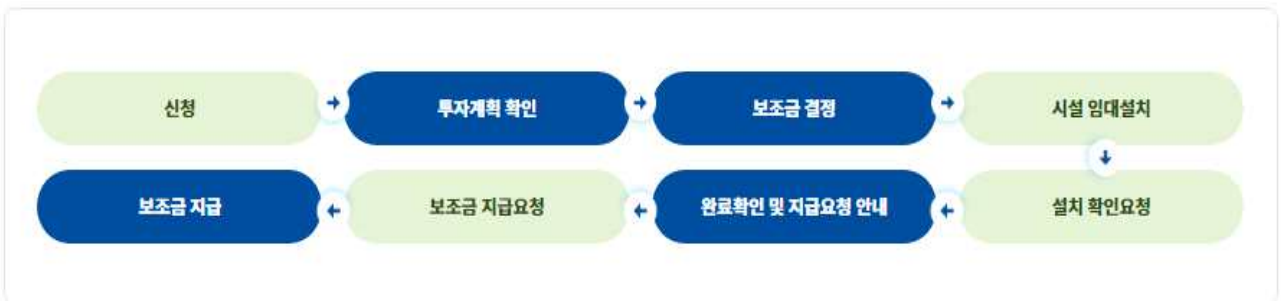 신청
투자계획 확인
보조금 결정
시설 임대설치
설치 확인요청
완료확인 및 지급요청 안내
보조금 지급요청
보조금 지급